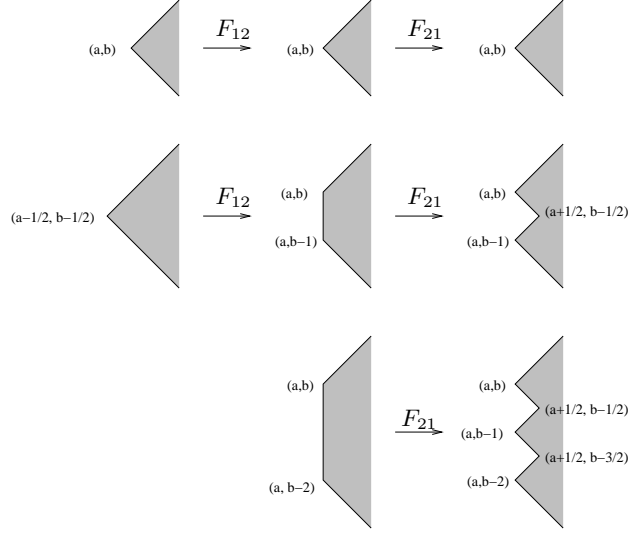 F12 F21
(a,b) (a,b) (a,b)
F12 F21
(a,b) (a,b)
(a−1/2, b−1/2) (a+1/2, b−1/2)
(a,b−1) (a,b−1)
(a,b) (a,b)
F21 (a+1/2, b−1/2)
(a,b−1)
(a+1/2, b−3/2)
(a, b−2) (a,b−2)